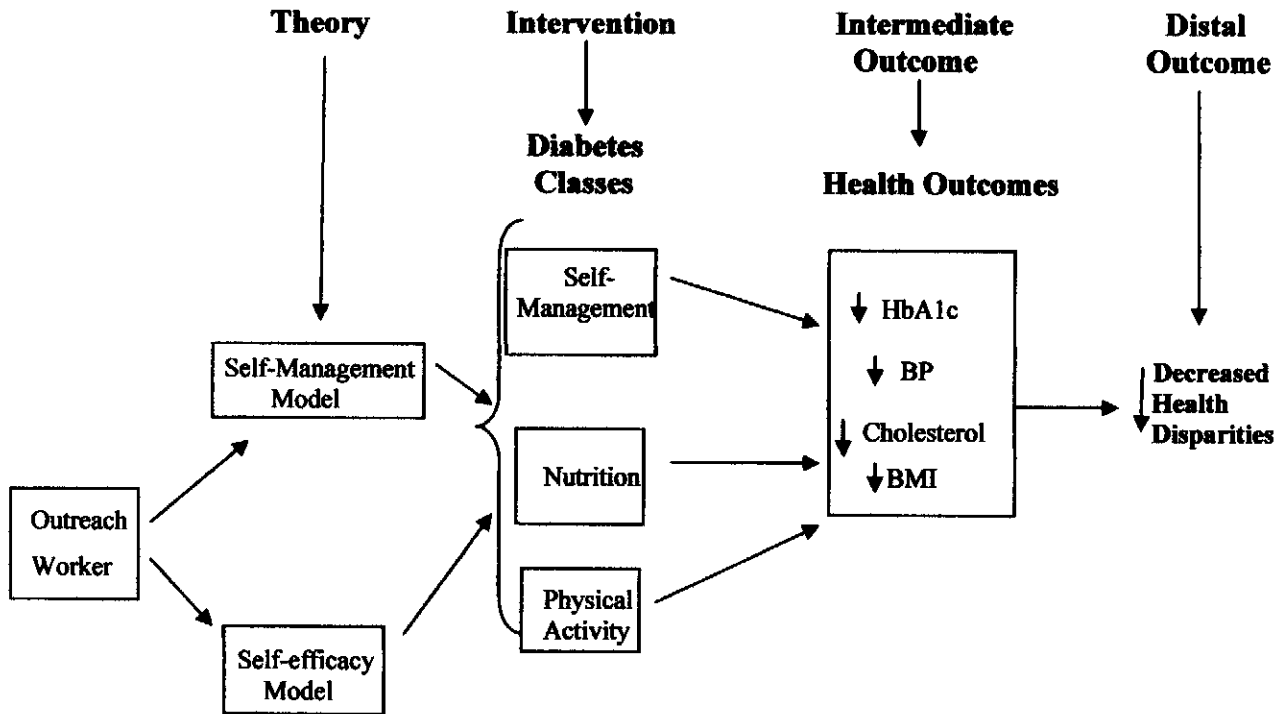 Theory
Intervention
Intermediate
Outcome
Distal
Outcome
Diabetes
Classes
Health Outcomes
Self-
Management
HbA1c
BP
Cholesterol
BMI
Self-Management
Model
Decreased
Health
Disparities
Nutrition
Outreach
Worker
Physical
Activity
Self-efficacy
Model